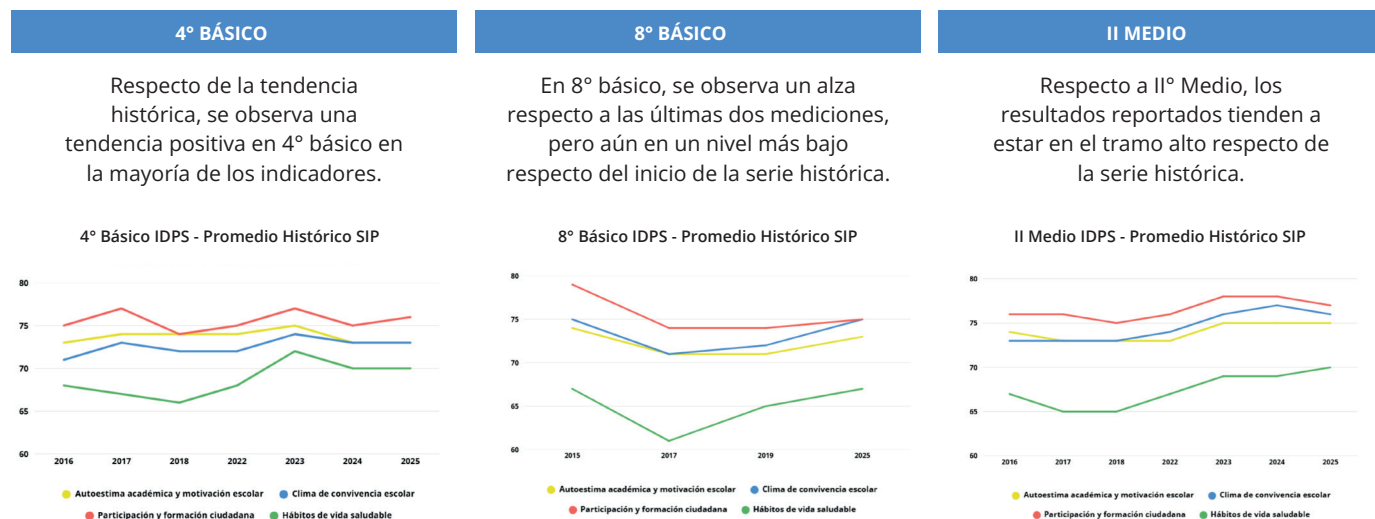 4° BÁSICO
Respecto de la tendencia
histórica, se observa una
tendencia positiva en 4° básico en
la mayoría de los indicadores.
4° Básico IDPS - Promedio Histórico SIP
80
75
70
65
60
2016 2017 2018 2022 2023 2024 2025
Autoestima académica y motivación escolar Clima de convivencia escolar
Participación y formación ciudadana Hábitos de vida saludable
8° BÁSICO
En 8° básico, se observa un alza
respecto a las últimas dos mediciones,
pero aún en un nivel más bajo
respecto del inicio de la serie histórica.
8° Básico IDPS - Promedio Histórico SIP
80
75
70
65
60
2015 2017 2019 2025
Autoestima académica y motivación escolar Clima de convivencia escolar
Participación y formación ciudadana Hábitos de vida saludable
II MEDIO
Respecto a II° Medio, los
resultados reportados tienden a
estar en el tramo alto respecto de
la serie histórica.
II Medio IDPS - Promedio Histórico SIP
80
75
70
65
60
2016 2017 2018 2022 2023 2024 2025
Autoestima académica y motivación escolar Clima de convivencia escolar
Participación y formación ciudadana Hábitos de vida saludable